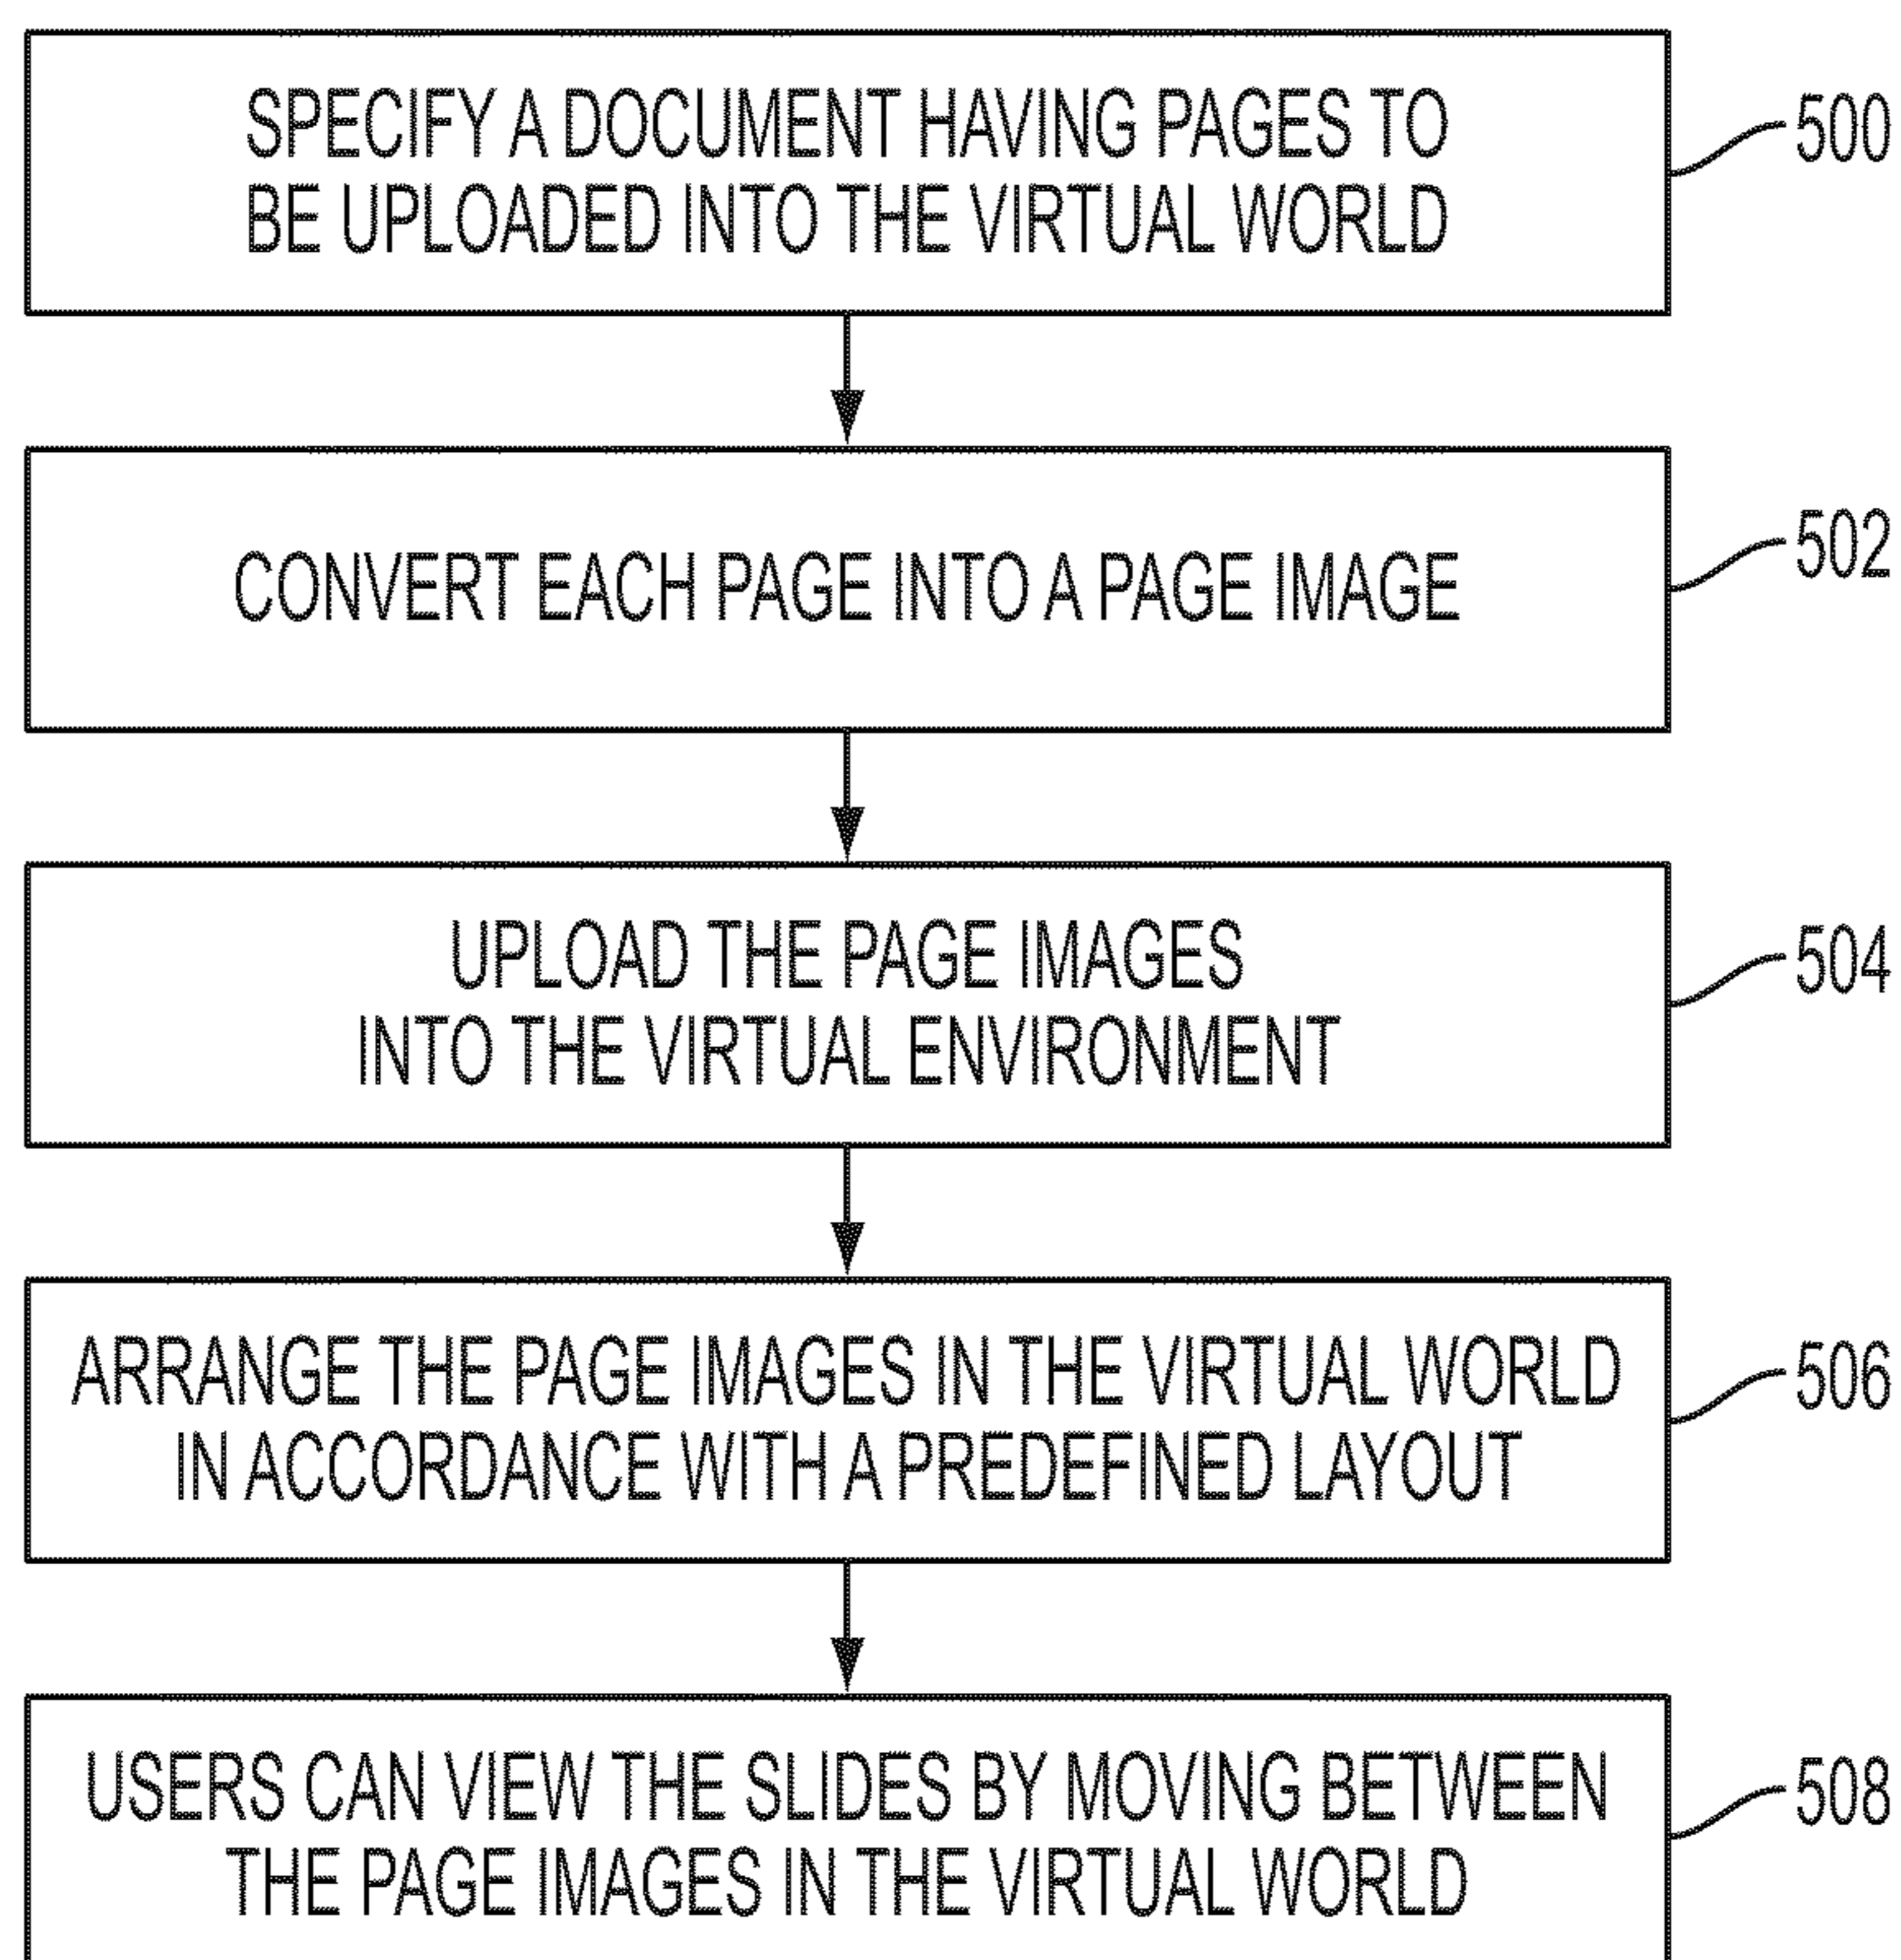 SPECIFY A DOCUMENT HAVING PAGES TO
BE UPLOADED INTO THE VIRTUAL WORLD
500
CONVERT EACH PAGE INTO A PAGE IMAGE
502
UPLOAD THE PAGE IMAGES
INTO THE VIRTUAL ENVIRONMENT
504
ARRANGE THE PAGE IMAGES IN THE VIRTUAL WORLD
IN ACCORDANCE WITH A PREDEFINED LAYOUT
506
USERS CAN VIEW THE SLIDES BY MOVING BETWEEN
THE PAGE IMAGES IN THE VIRTUAL WORLD
508